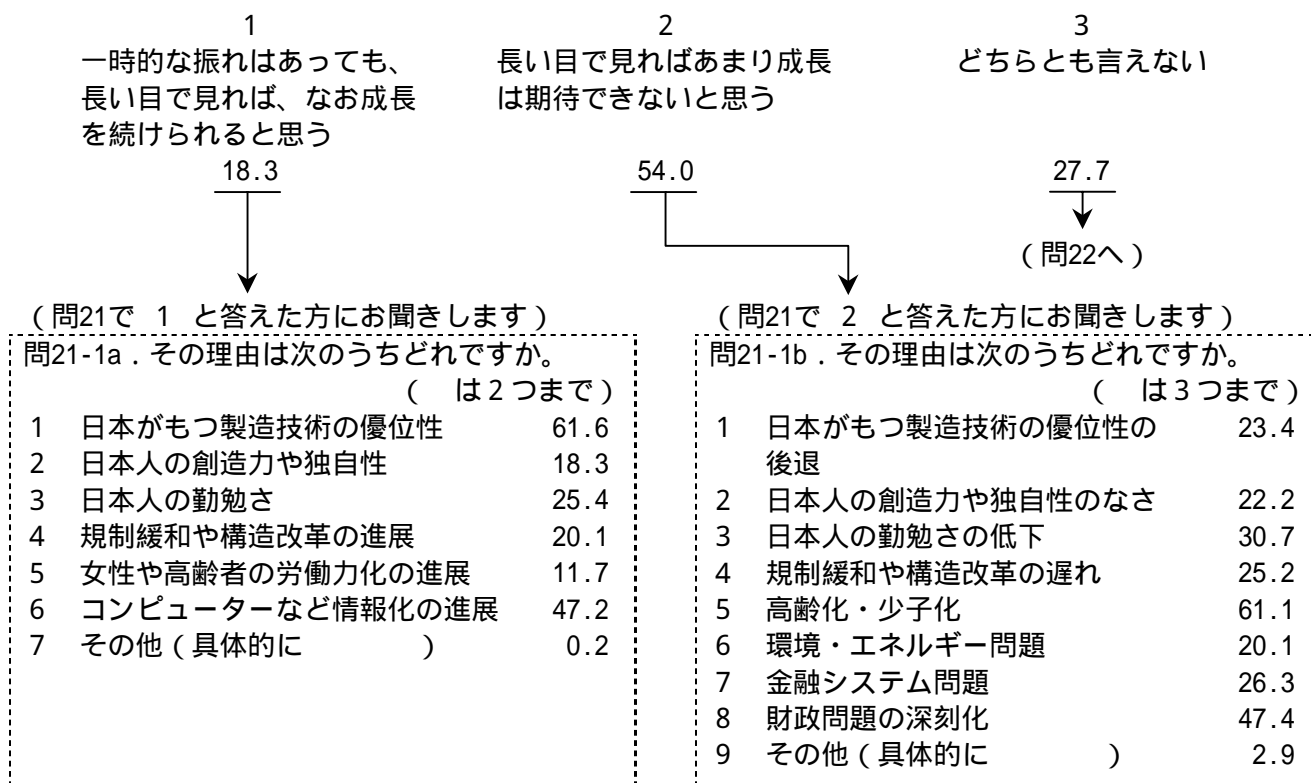 1
一時的な振れはあっても、
長い目で見れば、なお成長
を続けられると思う
18.3
2
長い目で見ればあまり成長
は期待できないと思う
54.0
3
どちらとも言えない
27.7
(問22へ)
(問21で 1 と答えた方にお聞きします)
問21-1a.その理由は次のうちどれですか。
( は2つまで)
1 日本がもつ製造技術の優位性 61.6
2 日本人の創造力や独自性 18.3
3 日本人の勤勉さ 25.4
4 規制緩和や構造改革の進展 20.1
5 女性や高齢者の労働力化の進展 11.7
6 コンピューターなど情報化の進展 47.2
7 その他(具体的に ) 0.2
(問21で 2 と答えた方にお聞きします)
問21-1b.その理由は次のうちどれですか。
( は3つまで)
1 日本がもつ製造技術の優位性の 23.4
後退
2 日本人の創造力や独自性のなさ 22.2
3 日本人の勤勉さの低下 30.7
4 規制緩和や構造改革の遅れ 25.2
5 高齢化・少子化 61.1
6 環境・エネルギー問題 20.1
7 金融システム問題 26.3
8 財政問題の深刻化 47.4
9 その他(具体的に ) 2.9